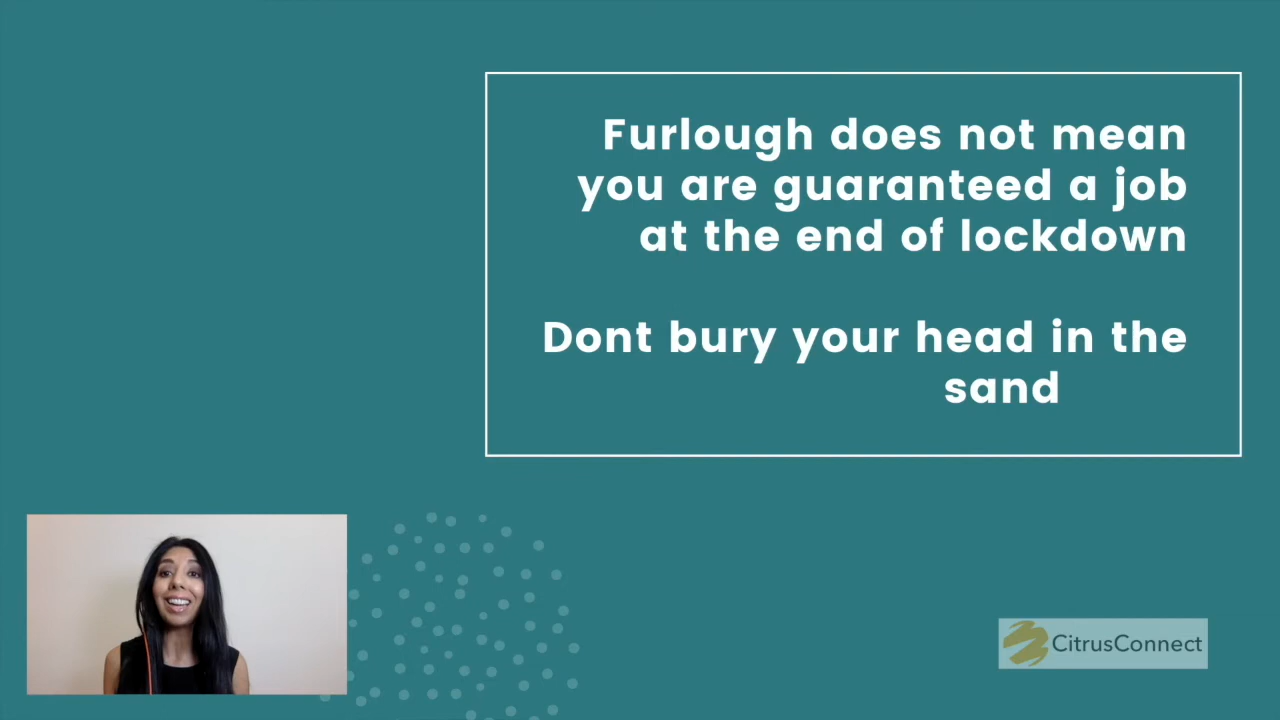 Furlough does not mean
you are guaranteed a job
at the end of lockdown
Dont bury your head in the
sand
CitrusConnect